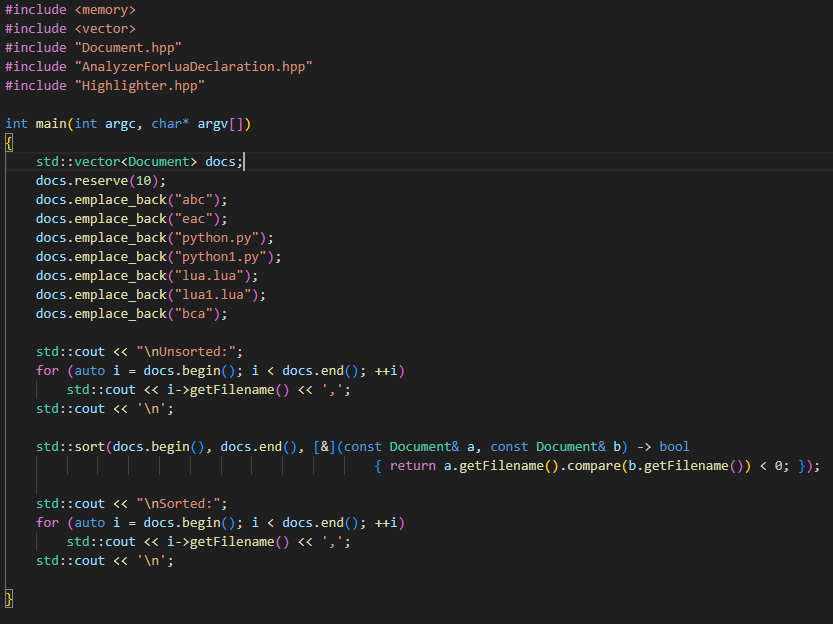 #include <memory>
#include <vector>
#include "Document.hpp"
#include "AnalyzerForLuaDeclaration.hpp"
#include "Highlighter.hpp"
int main(int argc, char* argv[])
{
std::vector<Document> docs;
docs.reserve(10);
docs.emplace_back("abc");
docs.emplace_back("eac");
docs.emplace_back("python.py");
docs.emplace_back("python1.py");
docs.emplace_back("lua.lua");
docs.emplace_back("lua1.lua");
docs.emplace_back("bca");
std::cout << "\nUnsorted:";
for (auto i = docs.begin(); i < docs.end(); ++i)
std::cout << i->getFilename() << ',';
std::cout << '\n';
std::sort(docs.begin(), docs.end(), [&](const Document& a, const Document& b) -> bool
{ return a.getFilename().compare(b.getFilename()) < 0; });
std::cout << "\nSorted:";
for (auto i = docs.begin(); i < docs.end(); ++i)
std::cout << i->getFilename() << ',';
std::cout << '\n';
}